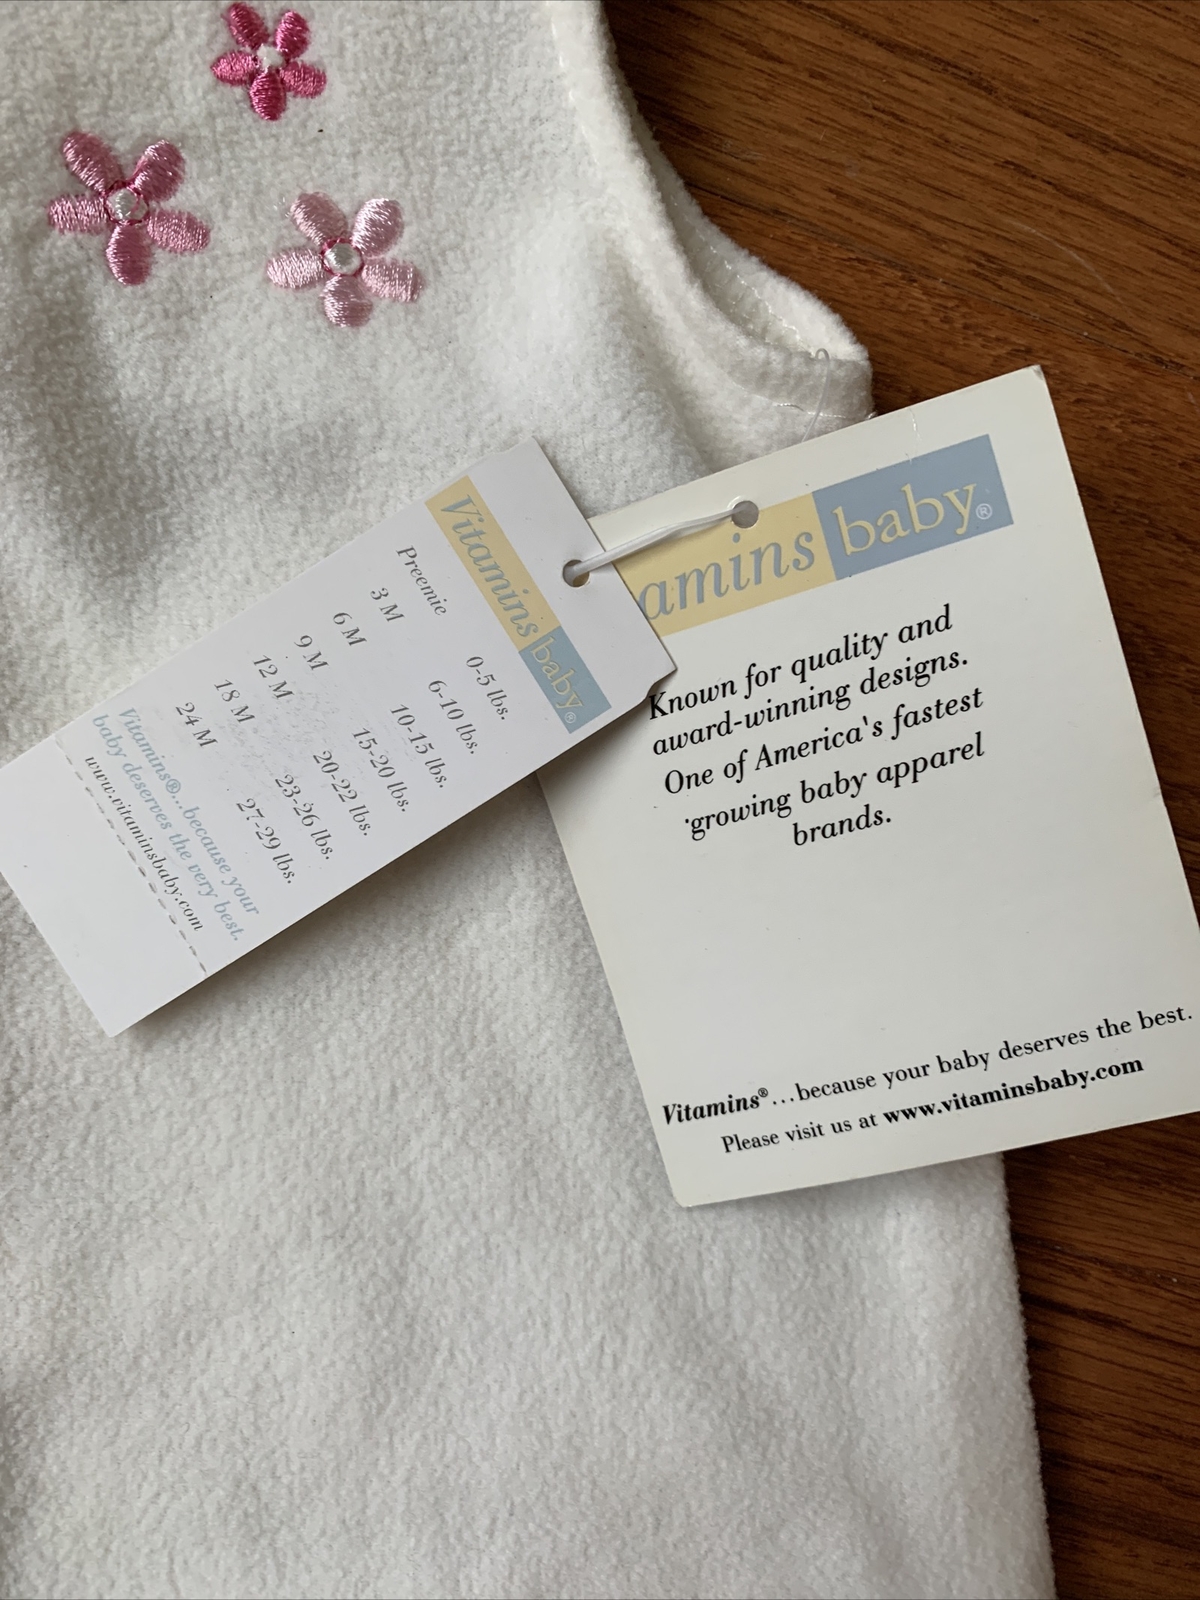 Vitamins baby®
Preemie 0-5 lbs.
3 M 6-10 lbs.
6 M 10-15 lbs.
9 M 15-20 lbs.
12 M 20-22 lbs.
18 M 23-26 lbs.
24 M 27-29 lbs.
Vitamins®...because your
baby deserves the very best.
www.vitaminsbaby.com
amins baby®
Known for quality and
award-winning designs.
One of America's fastest
growing baby apparel
brands.
Vitamins®...because your baby deserves the best.
Please visit us at www.vitaminsbaby.com